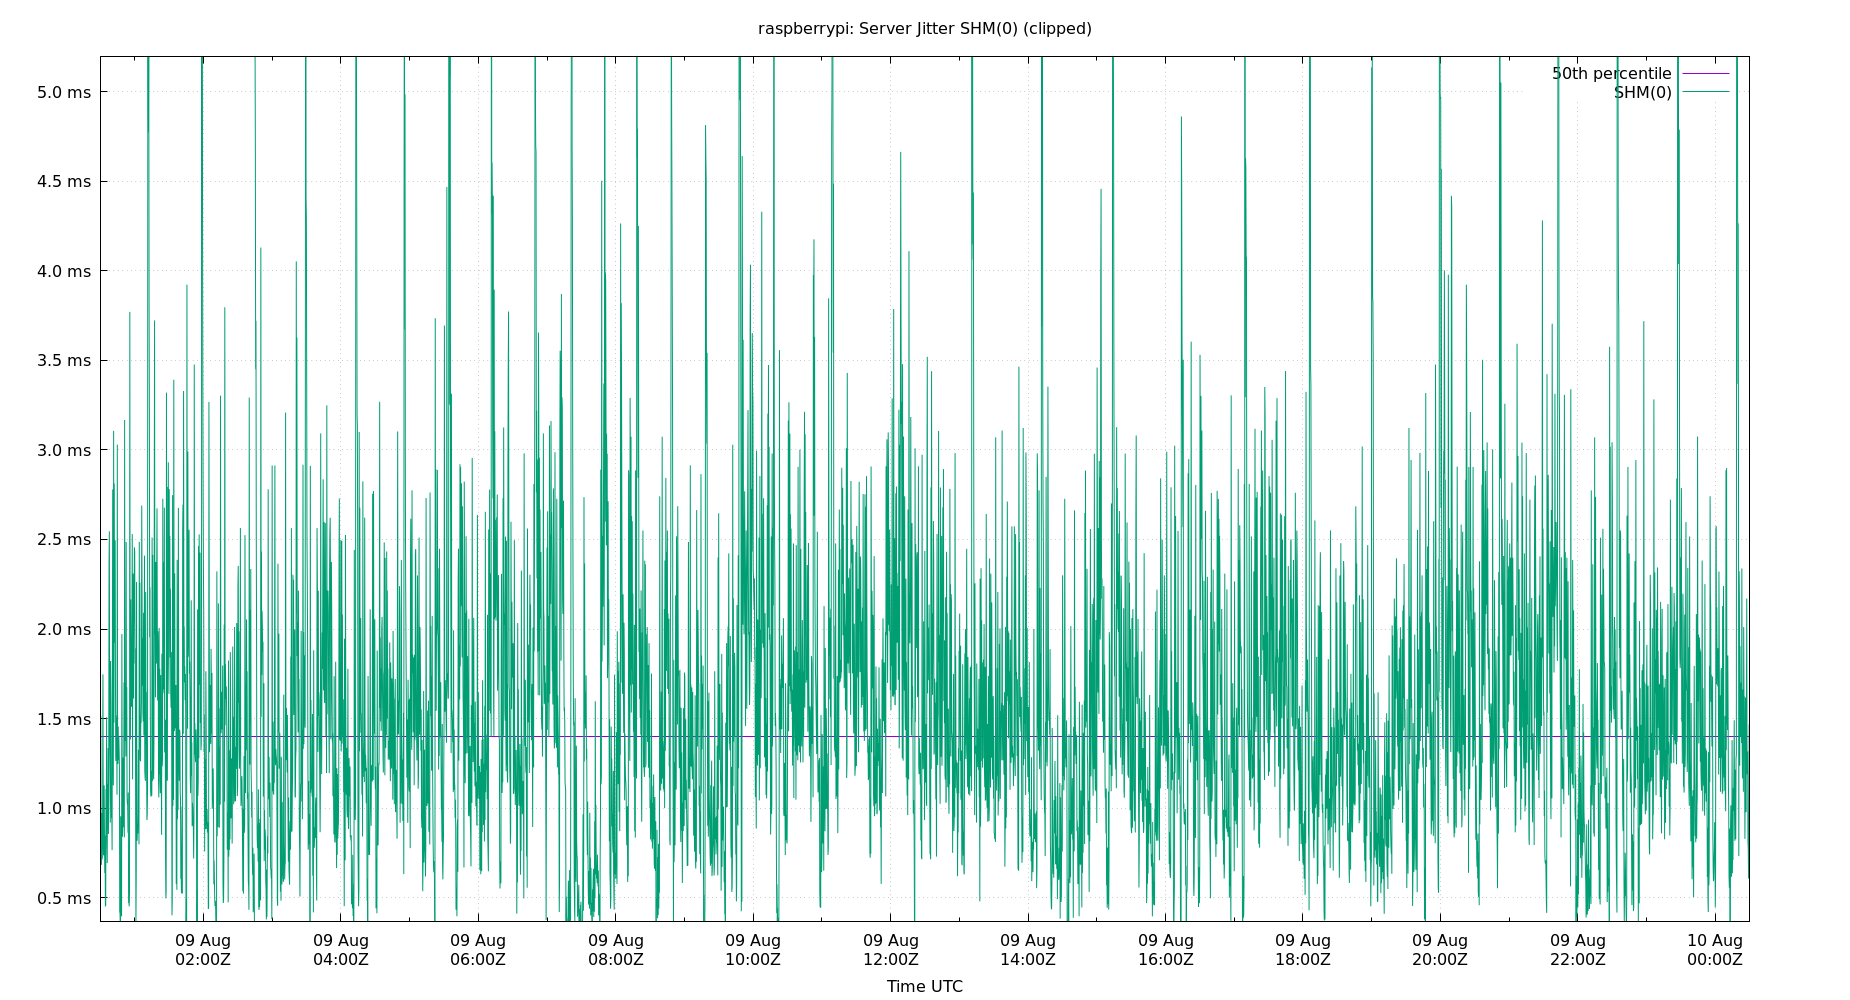 raspberrypi: Server Jitter SHM(0) (clipped)
50th percentile
SHM(0)
5.0 ms
4.5 ms
4.0 ms
3.5 ms
3.0 ms
2.5 ms
2.0 ms
1.5 ms
1.0 ms
0.5 ms
09 Aug 09 Aug 09 Aug 09 Aug 09 Aug 09 Aug 09 Aug 09 Aug 09 Aug 09 Aug 09 Aug 10 Aug
02:00Z 04:00Z 06:00Z 08:00Z 10:00Z 12:00Z 14:00Z 16:00Z 18:00Z 20:00Z 22:00Z 00:00Z
Time UTC